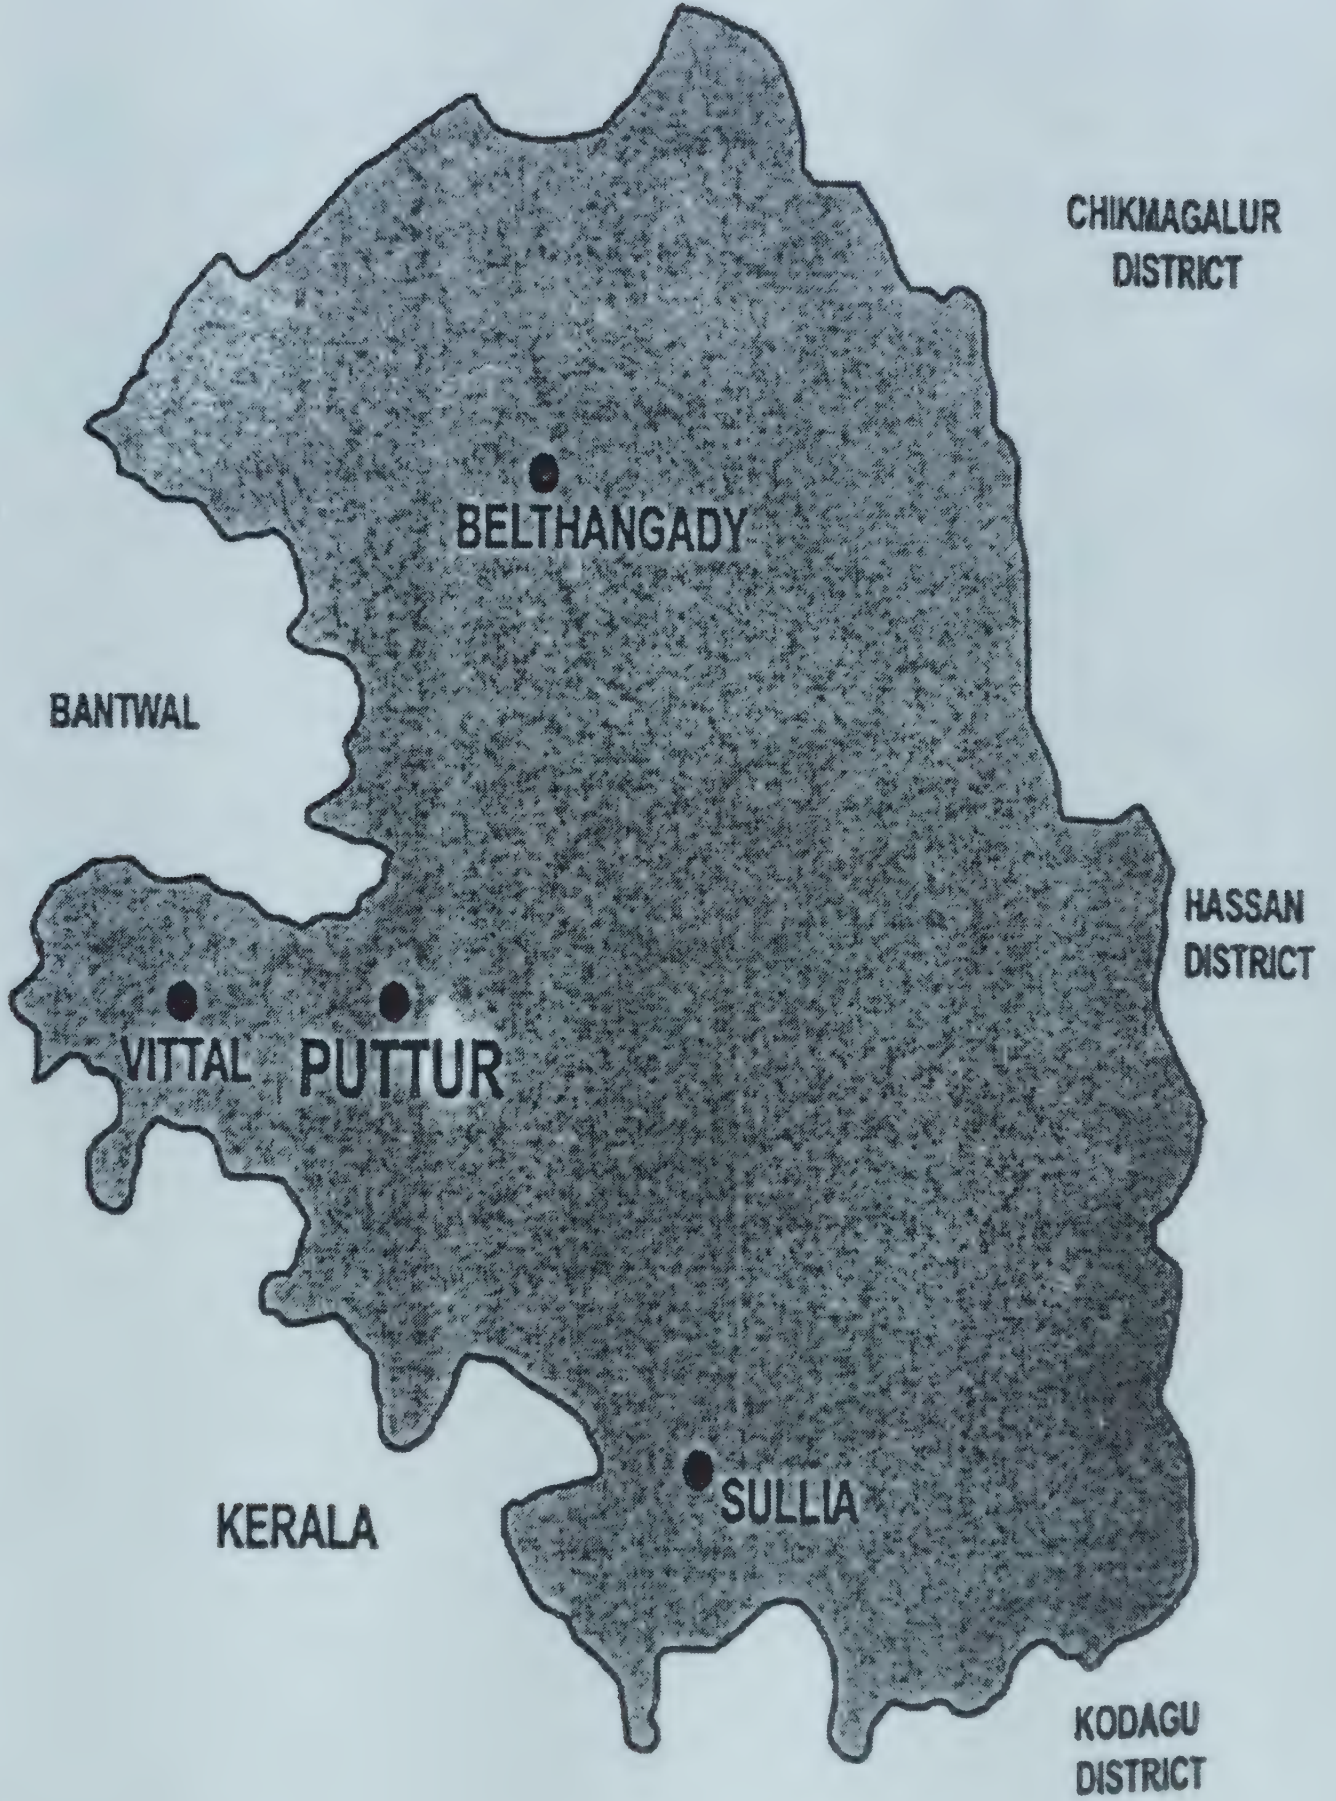 CHIKMAGALUR
DISTRICT
BELTHANGADY
BANTWAL
HASSAN
DISTRICT
VITTAL
PUTTUR
SULLIA
KERALA
KODAGU
DISTRICT